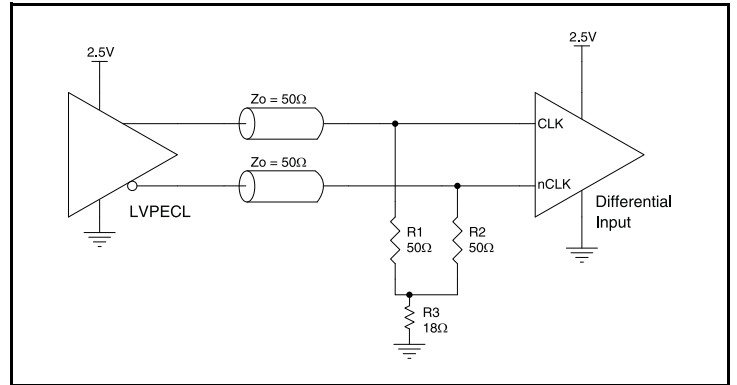 2.5V
2.5V
Zo = 50Ω
CLK
Zo = 50Ω
nCLK
LVPECL
Differential
Input
R1
50Ω
R2
50Ω
R3
18Ω